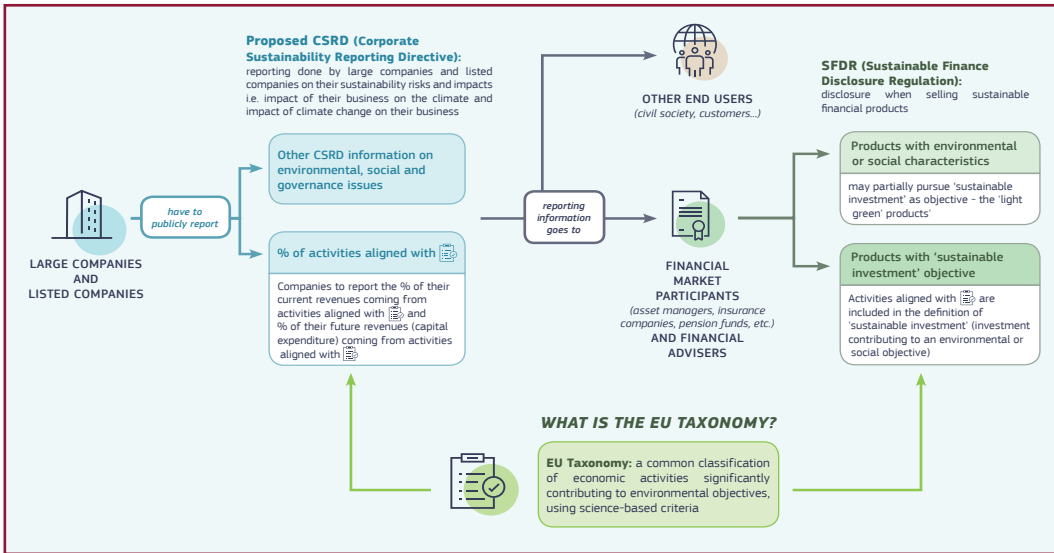 Proposed CSRD (Corporate
Sustainability Reporting Directive):
reporting done by large companies and listed
companies on their sustainability risks and impacts
i.e. impact of their business on the climate and
impact of climate change on their business
Other CSRD information on
environmental, social and
governance issues
LARGE COMPANIES
AND
LISTED COMPANIES
have to
publicly report
% of activities aligned with
Companies to report the % of their
current revenues coming from
activities aligned with and
% of their future revenues (capital
expenditure) coming from activities
aligned with
reporting
information
goes to
OTHER END USERS
(civil society, customers...)
FINANCIAL
MARKET
PARTICIPANTS
(asset managers, insurance
companies, pension funds, etc.)
AND FINANCIAL
ADVISERS
SFDR (Sustainable Finance
Disclosure Regulation):
disclosure when selling sustainable
financial products
Products with environmental
or social characteristics
may partially pursue ‘sustainable
investment’ as objective - the ‘light
green’ products’
Products with ‘sustainable
investment’ objective
Activities aligned with are
included in the definition of
‘sustainable investment’ (investment
contributing to an environmental or
social objective)
WHAT IS THE EU TAXONOMY?
EU Taxonomy: a common classification
of economic activities significantly
contributing to environmental objectives,
using science-based criteria